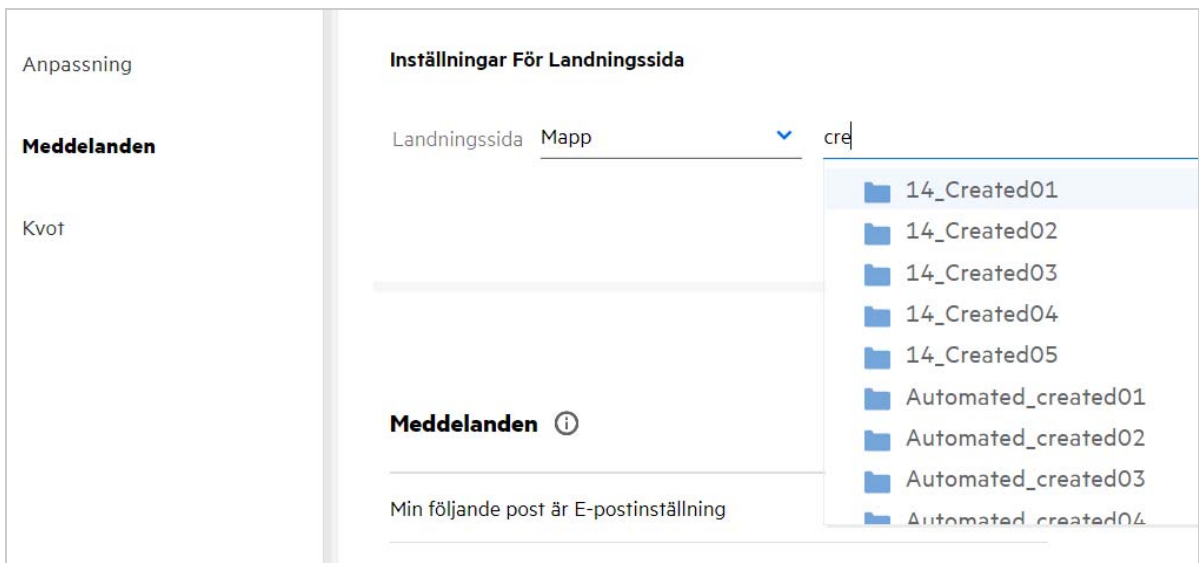 Anpassning
Meddelanden
Kvot
Inställningar För Landningssida
Landningssida Mapp cre
14_Created01
14_Created02
14_Created03
14_Created04
14_Created05
Automated_created01
Automated_created02
Automated_created03
Automated_created04
Meddelanden
Min följande post är E-postinställning